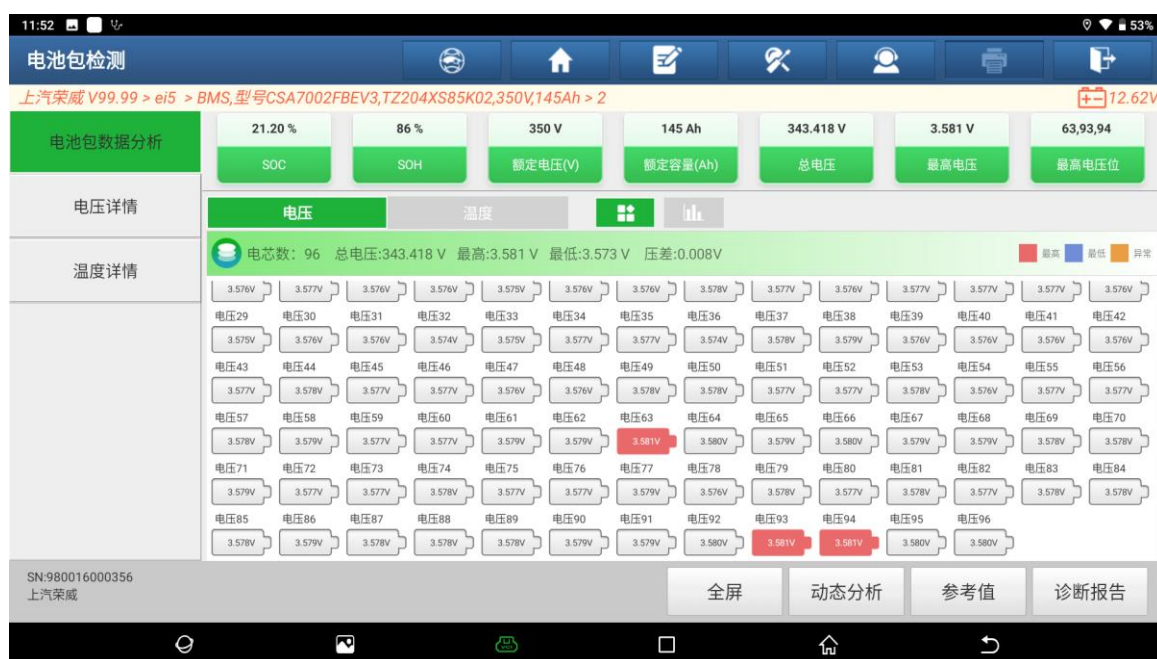 11:52 53%
电池包检测
上汽荣威 V99.99 > ei5 > BMS,型号CSA7002FBEV3,TZ204XS85K02,350V,145Ah > 2 12.62V
电池包数据分析
电压详情
温度详情
21.20 % 86 % 350 V 145 Ah 343.418 V 3.581 V 63,93,94
SOC SOH 额定电压(V) 额定容量(Ah) 总电压 最高电压 最高电压位
电压 温度
电芯数：96 总电压:343.418 V 最高:3.581 V 最低:3.573 V 压差:0.008V 最高 最低 异常
3.576V 3.577V 3.576V 3.576V 3.575V 3.576V 3.576V 3.578V 3.577V 3.576V 3.577V 3.577V 3.577V 3.576V
电压29 电压30 电压31 电压32 电压33 电压34 电压35 电压36 电压37 电压38 电压39 电压40 电压41 电压42
3.575V 3.576V 3.576V 3.574V 3.575V 3.577V 3.577V 3.574V 3.578V 3.579V 3.576V 3.576V 3.576V 3.576V
电压43 电压44 电压45 电压46 电压47 电压48 电压49 电压50 电压51 电压52 电压53 电压54 电压55 电压56
3.577V 3.578V 3.577V 3.577V 3.576V 3.576V 3.578V 3.578V 3.577V 3.577V 3.578V 3.576V 3.577V 3.577V
电压57 电压58 电压59 电压60 电压61 电压62 电压63 电压64 电压65 电压66 电压67 电压68 电压69 电压70
3.578V 3.579V 3.577V 3.577V 3.579V 3.579V 3.581V 3.580V 3.579V 3.580V 3.579V 3.579V 3.578V 3.578V
电压71 电压72 电压73 电压74 电压75 电压76 电压77 电压78 电压79 电压80 电压81 电压82 电压83 电压84
3.579V 3.577V 3.577V 3.578V 3.577V 3.577V 3.579V 3.576V 3.578V 3.577V 3.578V 3.577V 3.578V 3.578V
电压85 电压86 电压87 电压88 电压89 电压90 电压91 电压92 电压93 电压94 电压95 电压96
3.578V 3.579V 3.578V 3.578V 3.578V 3.579V 3.579V 3.580V 3.581V 3.581V 3.580V 3.580V
SN:980016000356
上汽荣威
全屏 动态分析 参考值 诊断报告